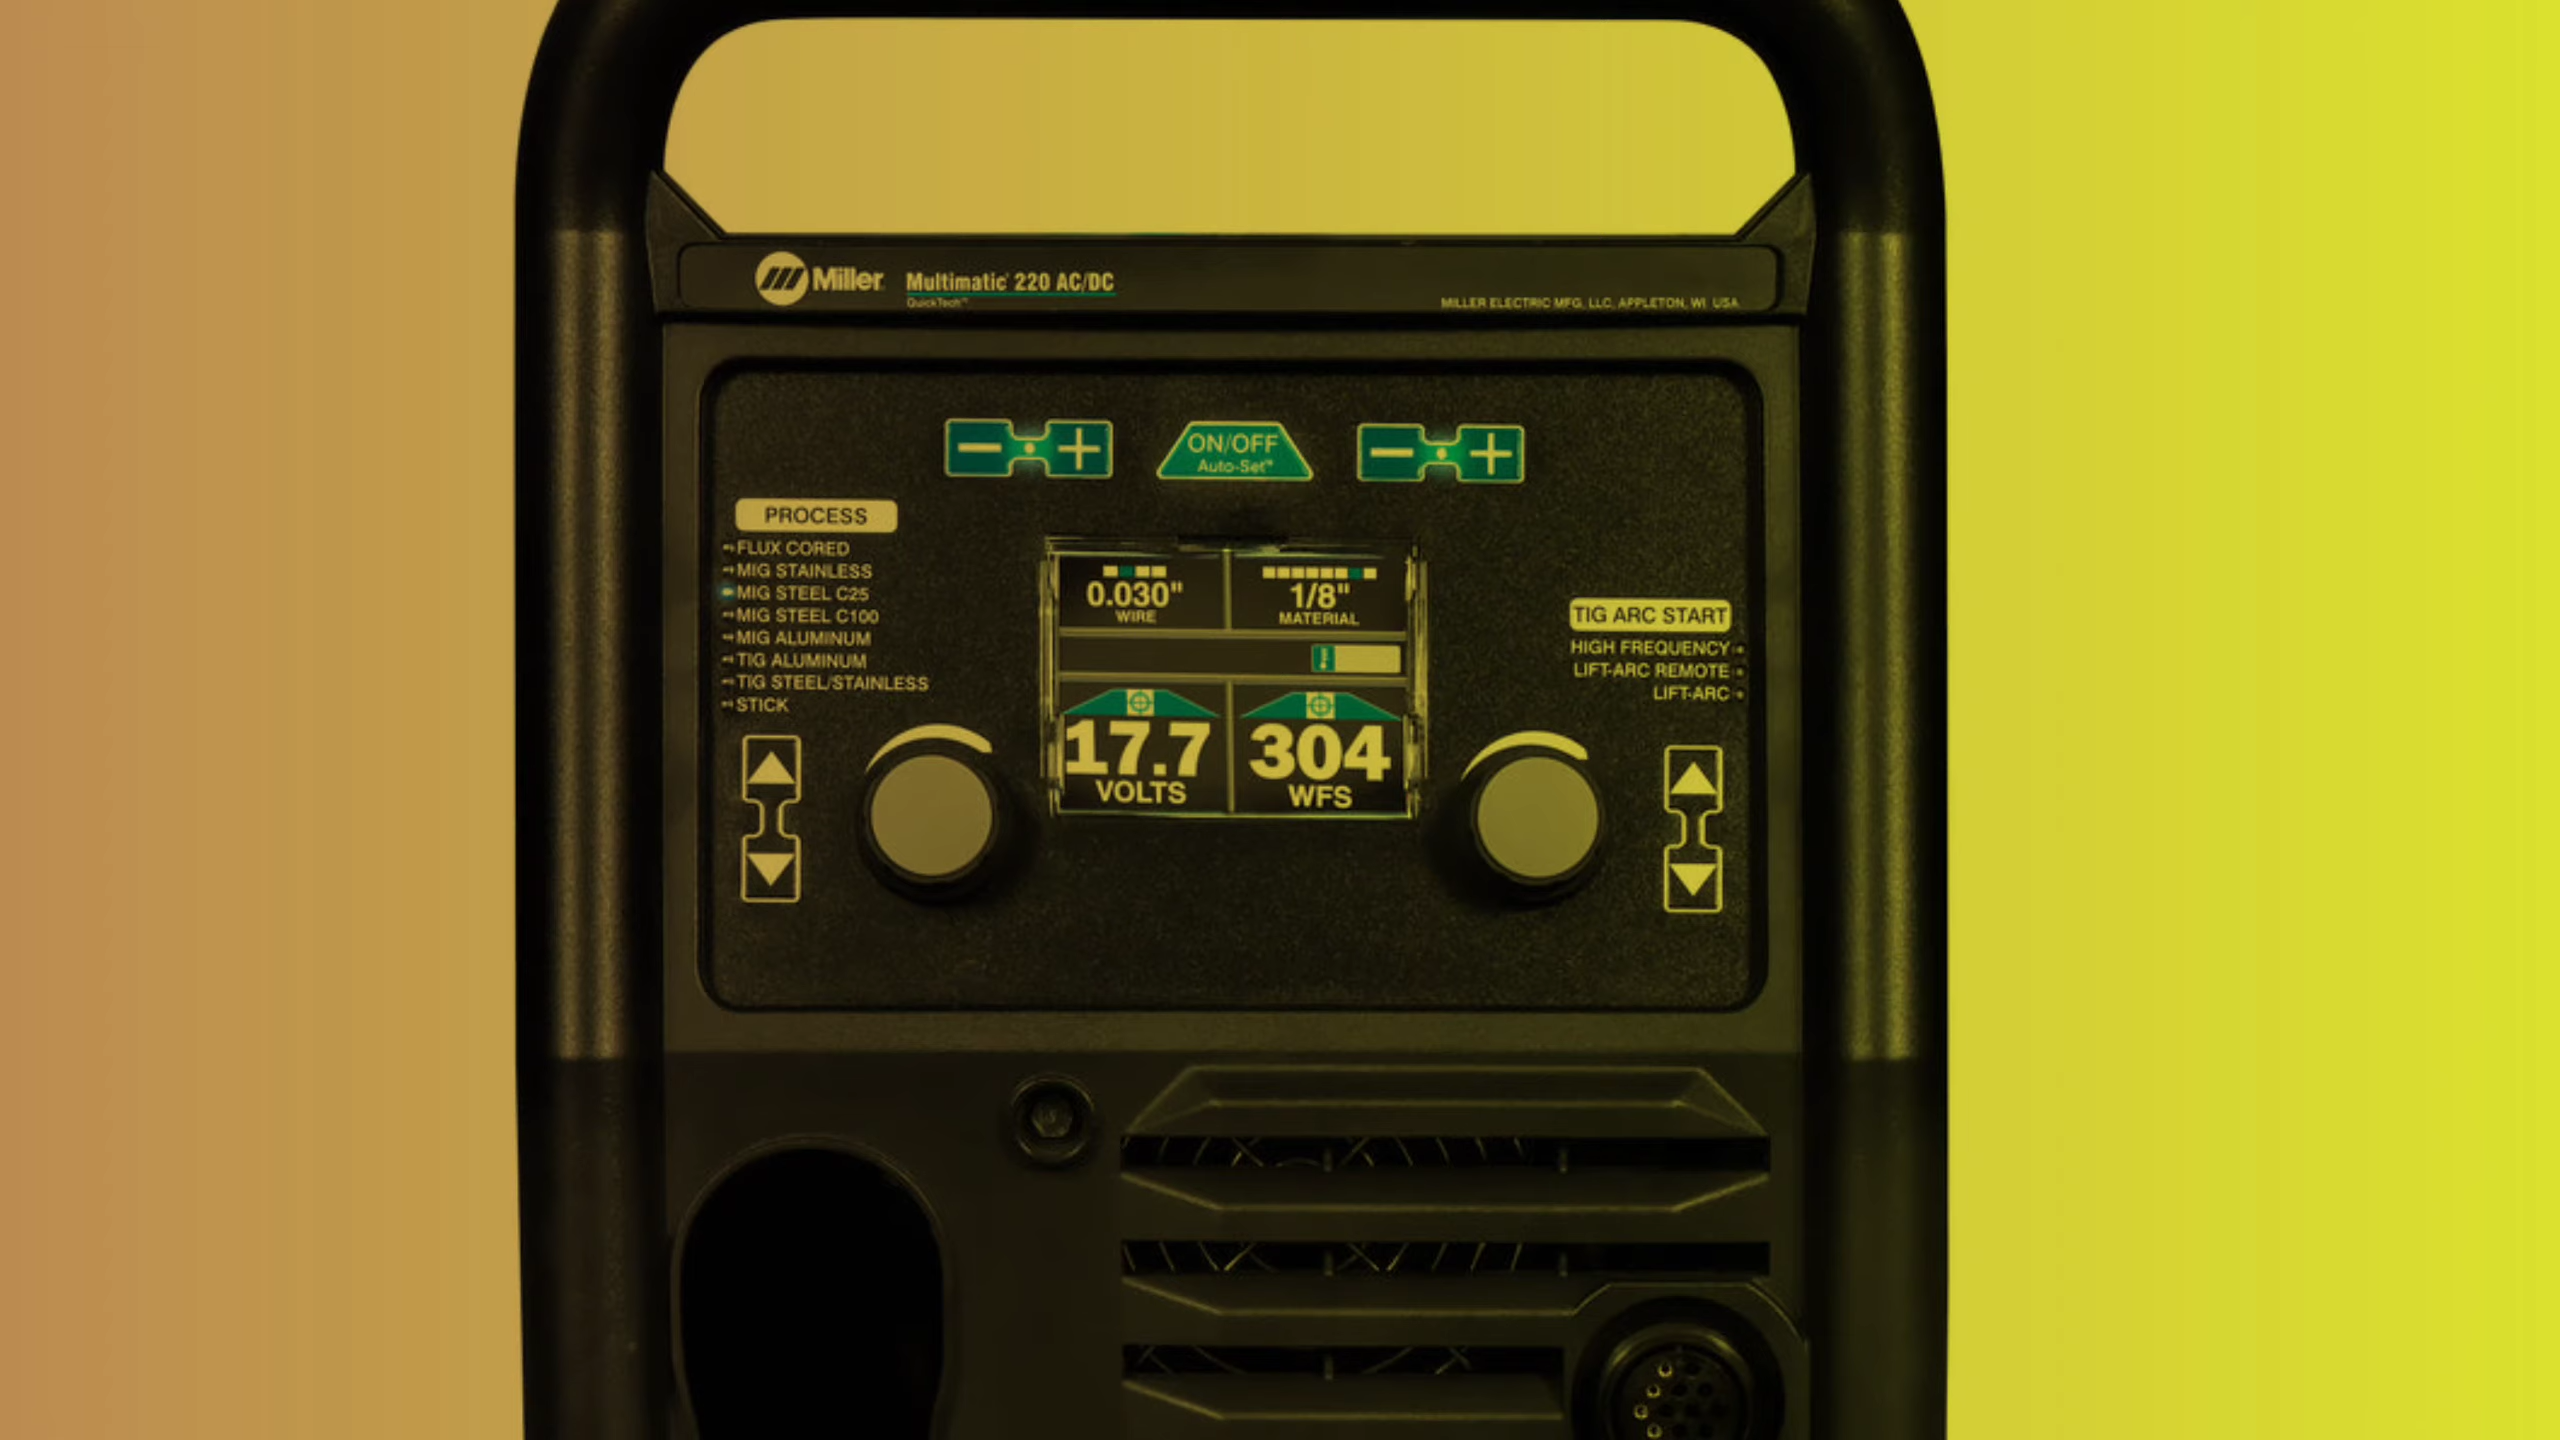 Miller
Multimatic® 220 AC/DC
QuickTech™
MILLER ELECTRIC MFG. LLC, APPLETON, WI USA
− +
ON/OFF
Auto-Set™
− +
PROCESS
FLUX CORED
MIG STAINLESS
MIG STEEL C25
MIG STEEL C100
MIG ALUMINUM
TIG ALUMINUM
TIG STEEL/STAINLESS
STICK
0.030"
WIRE
1/8"
MATERIAL
17.7
VOLTS
304
WFS
TIG ARC START
HIGH FREQUENCY
LIFT-ARC REMOTE
LIFT-ARC